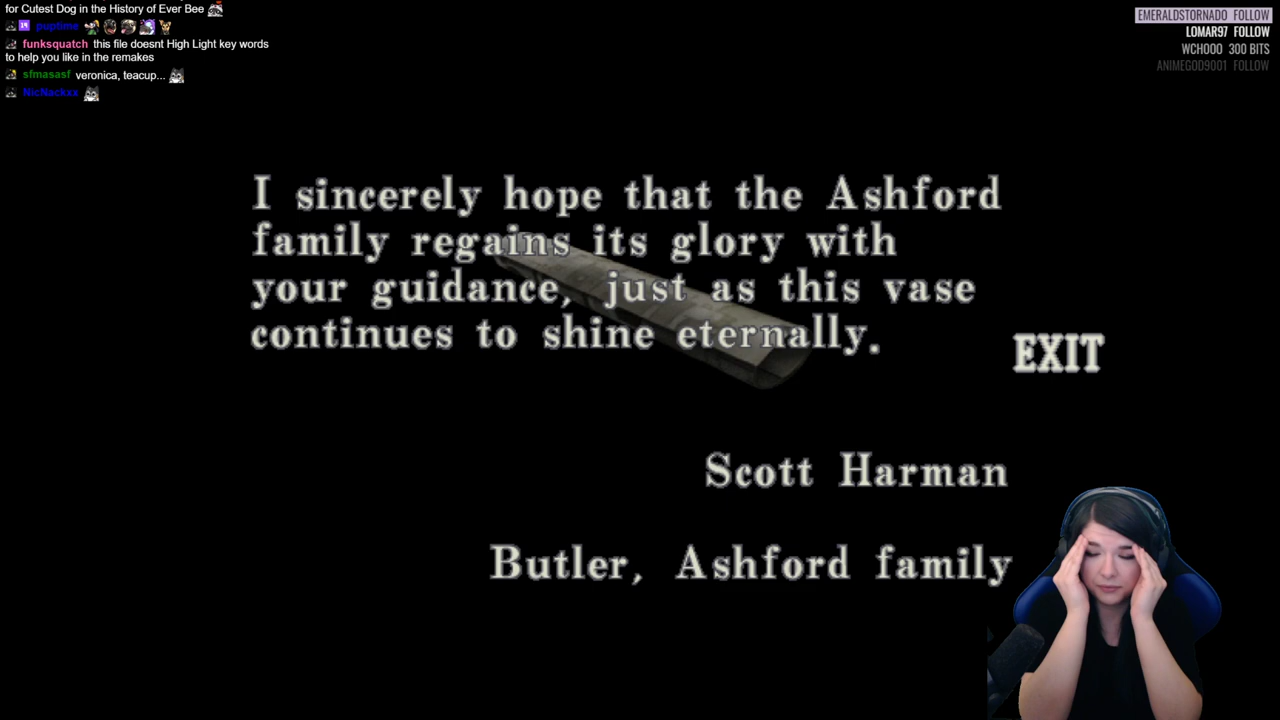 for Cutest Dog in the History of Ever Bee
14 puptime
funksquatch this file doesnt High Light key words
to help you like in the remakes
sfmasasf veronica, teacup...
NicNackxx
EMERALDSTORNADO FOLLOW
LOMAR97 FOLLOW
WCHOOO 300 BITS
ANIMEGOD9001 FOLLOW
I sincerely hope that the Ashford
family regains its glory with
your guidance, just as this vase
continues to shine eternally.
EXIT
Scott Harman
Butler, Ashford family